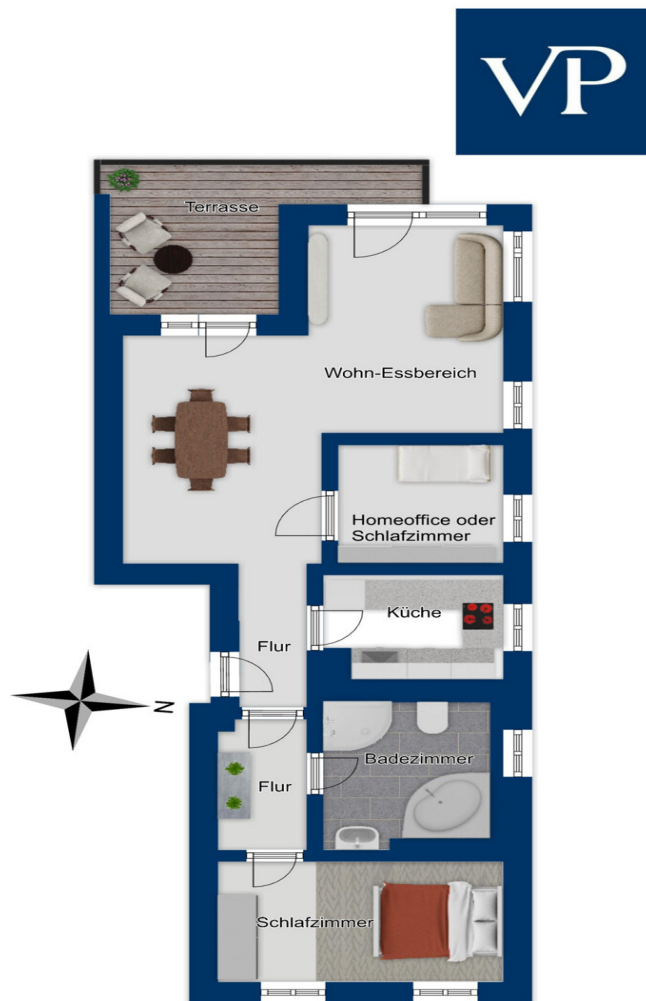 VP
Terrasse
Wohn-Essbereich
Homeoffice oder
Schlafzimmer
Küche
Flur
N
Badezimmer
Flur
Schlafzimmer